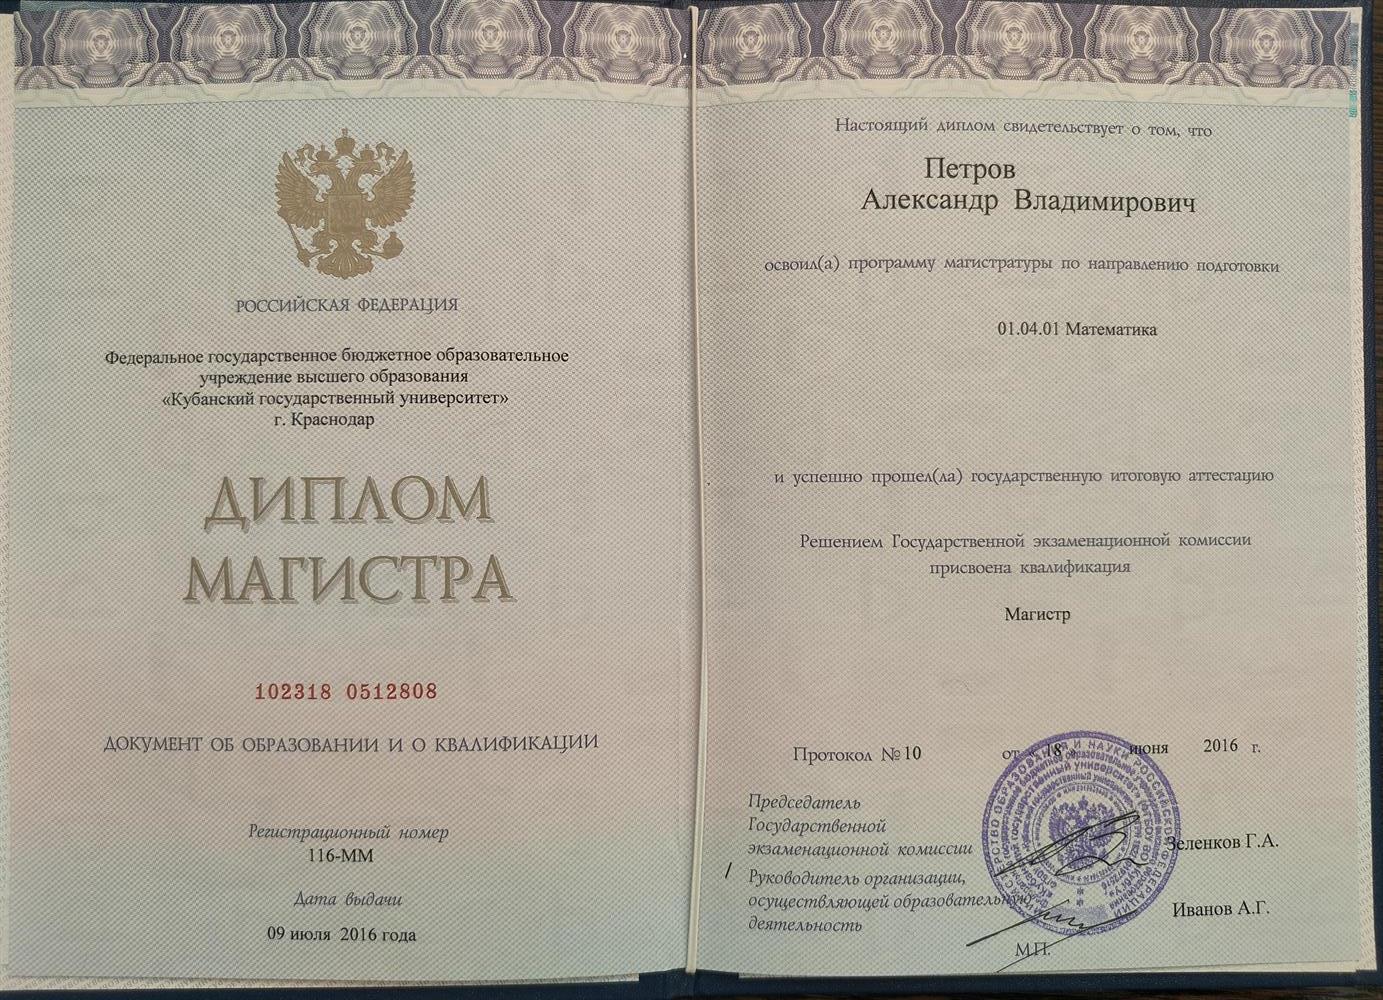 РОССИЙСКАЯ ФЕДЕРАЦИЯ
Федеральное государственное бюджетное образовательное
учреждение высшего образования
«Кубанский государственный университет»
г. Краснодар
ДИПЛОМ
МАГИСТРА
102318 0512808
ДОКУМЕНТ ОБ ОБРАЗОВАНИИ И О КВАЛИФИКАЦИИ
Регистрационный номер
116-ММ
Дата выдачи
09 июля 2016 года
Настоящий диплом свидетельствует о том, что
Петров
Александр Владимирович
освоил(а) программу магистратуры по направлению подготовки
01.04.01 Математика
и успешно прошел(ла) государственную итоговую аттестацию
Решением Государственной экзаменационной комиссии
присвоена квалификация
Магистр
Протокол № 10 от « 18 » июня 2016 г.
Председатель
Государственной
экзаменационной комиссии
Зеленков Г.А.
Руководитель организации,
осуществляющей образовательную
деятельность
Иванов А.Г.
М.П.